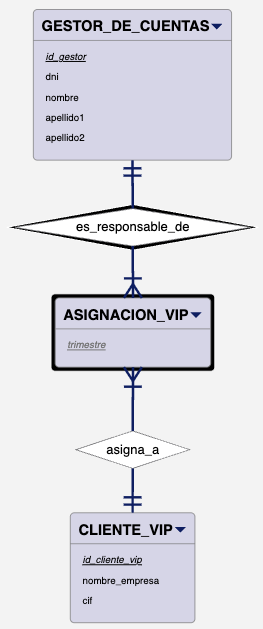 GESTOR_DE_CUENTAS
id_gestor
dni
nombre
apellido1
apellido2
es_responsable_de
ASIGNACION_VIP
trimestre
asigna_a
CLIENTE_VIP
id_cliente_vip
nombre_empresa
cif